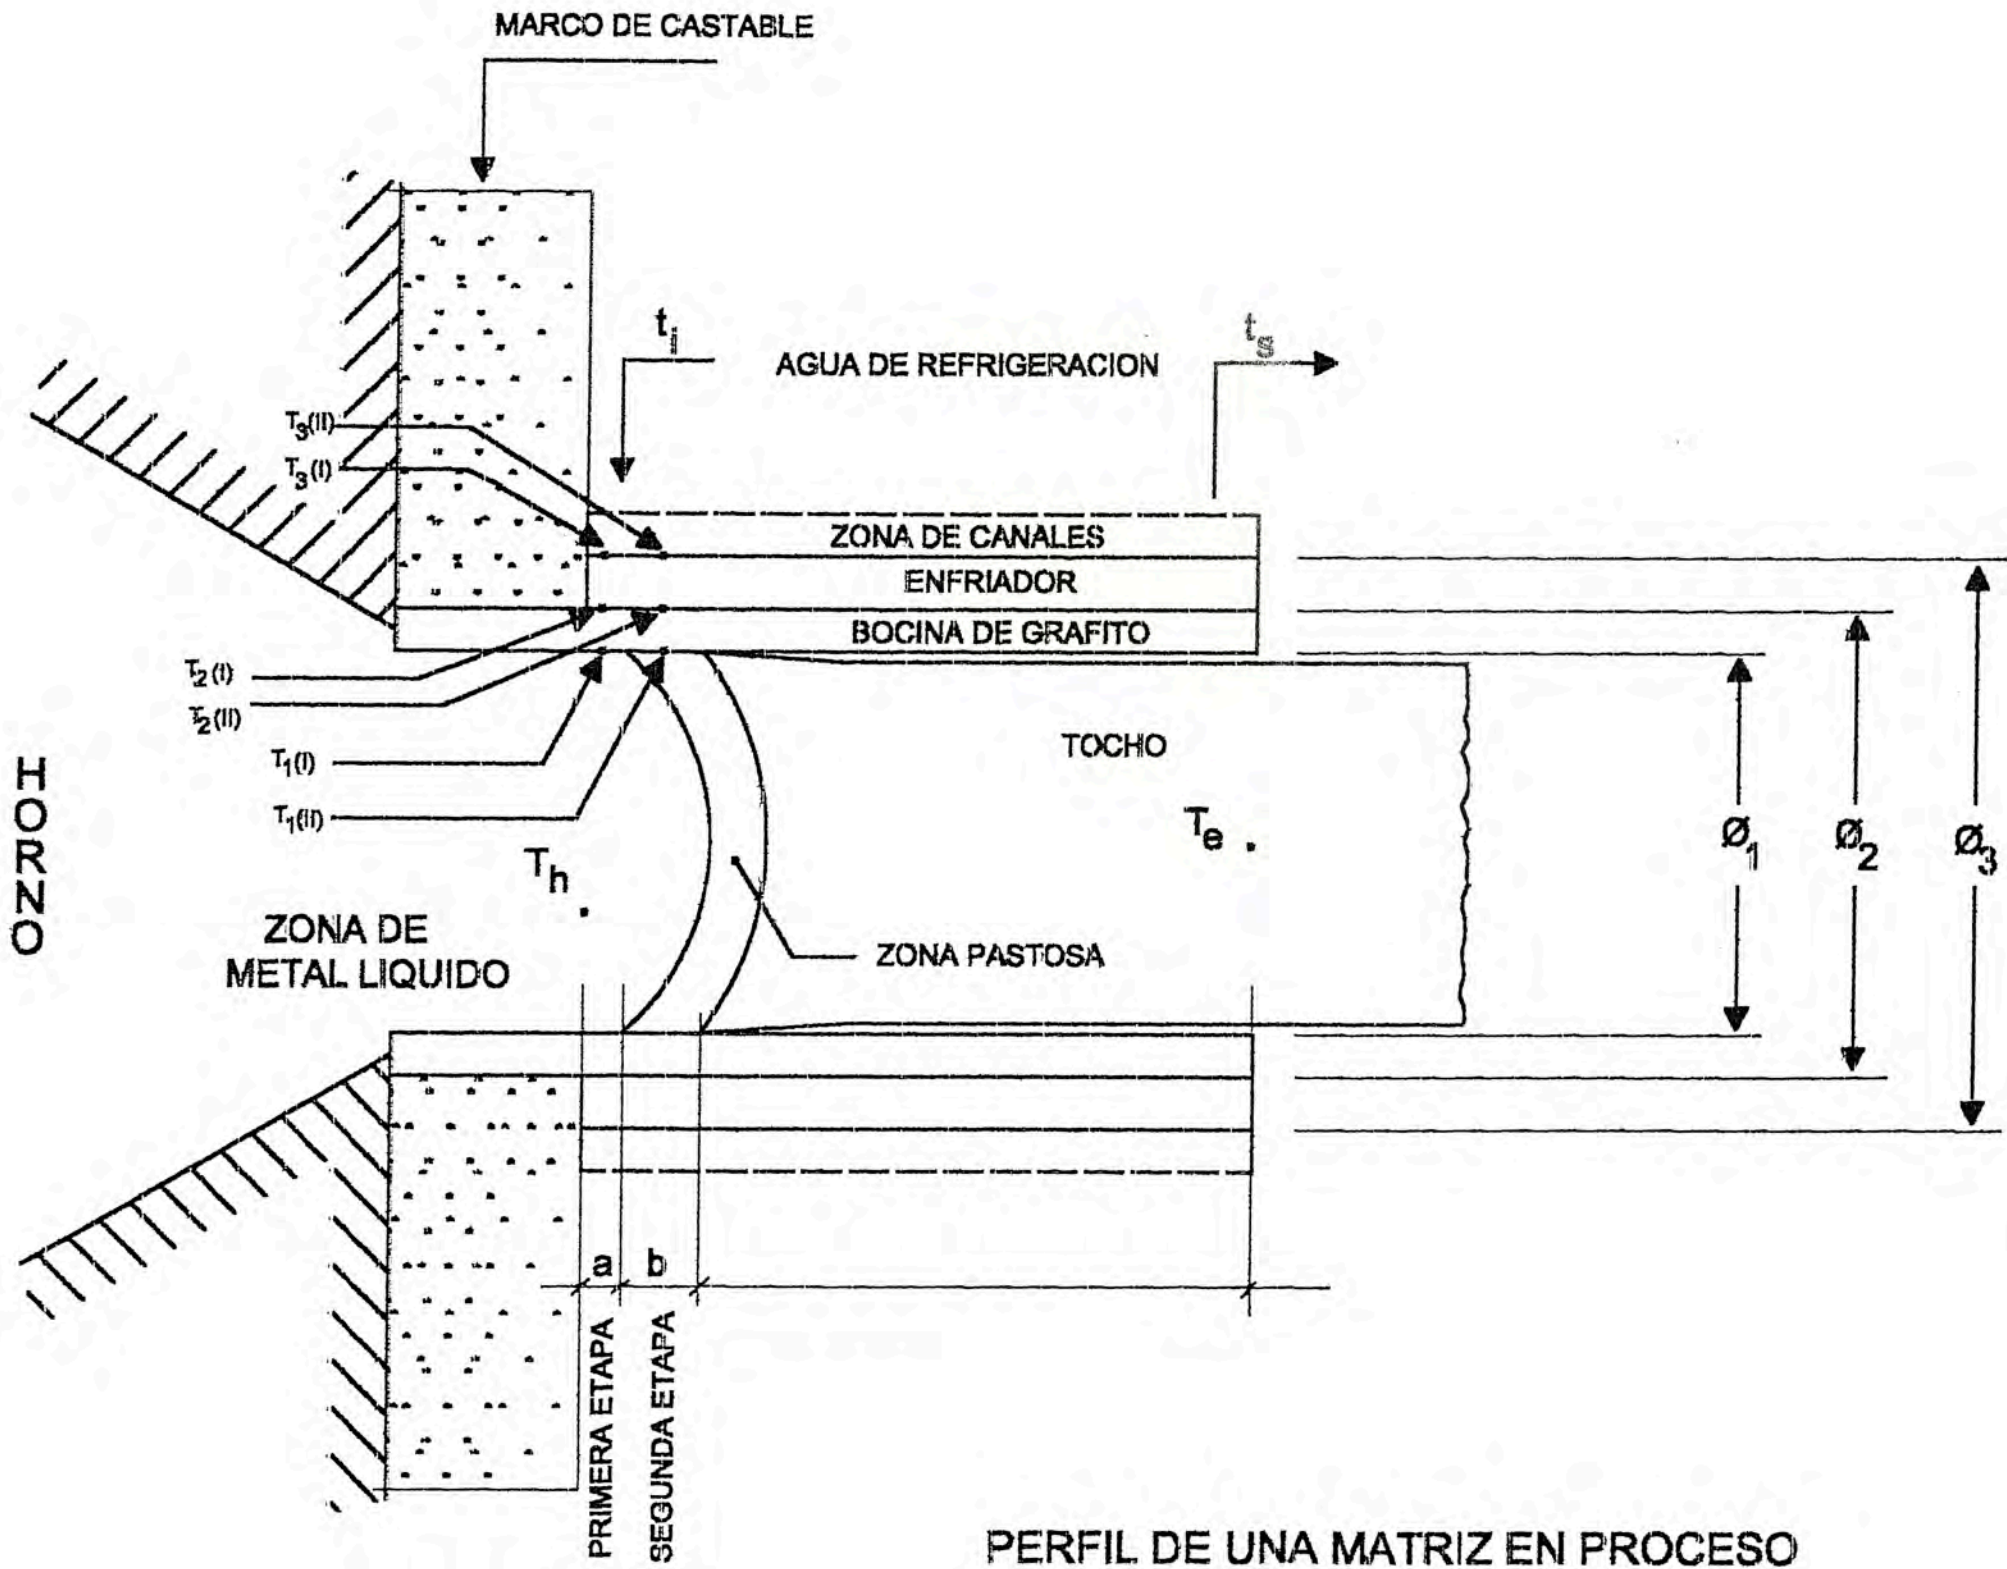 MARCO DE CASTABLE
tᵢ
AGUA DE REFRIGERACION
tₛ
T₃(II)
T₃(I)
ZONA DE CANALES
ENFRIADOR
BOCINA DE GRAFITO
T₂(I)
T₂(II)
T₁(I)
T₁(II)
TOCHO
HORNO
Tₕ
Tₑ
Ø₁
Ø₂
Ø₃
ZONA DE
METAL LIQUIDO
ZONA PASTOSA
a
b
PRIMERA ETAPA
SEGUNDA ETAPA
PERFIL DE UNA MATRIZ EN PROCESO